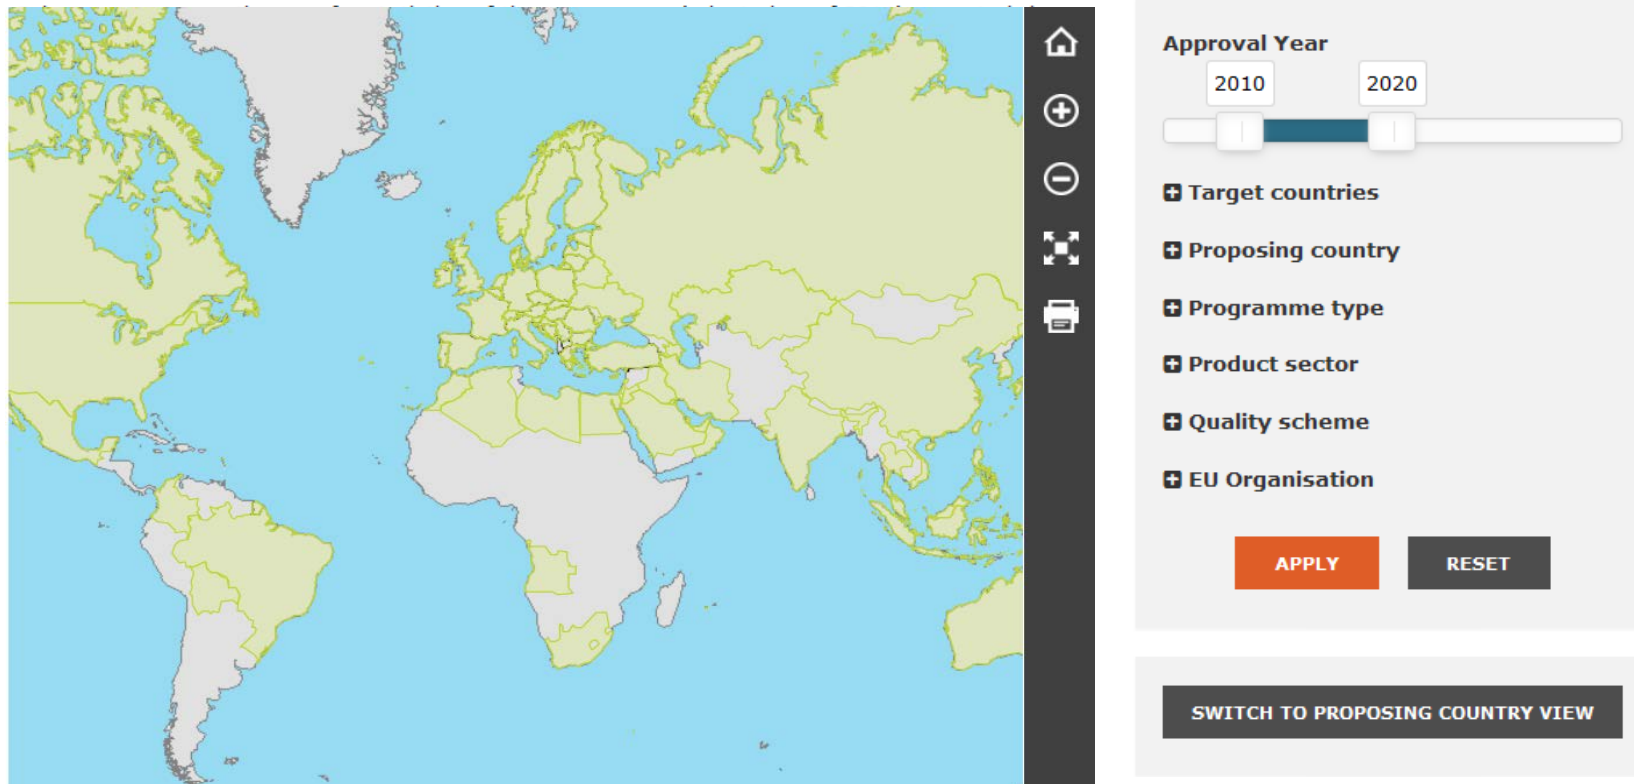 Approval Year
2010
2020
Target countries
Proposing country
Programme type
Product sector
Quality scheme
EU Organisation
APPLY
RESET
SWITCH TO PROPOSING COUNTRY VIEW